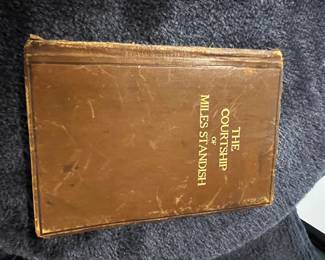 THE
COURTSHIP
OF
MILES STANDISH